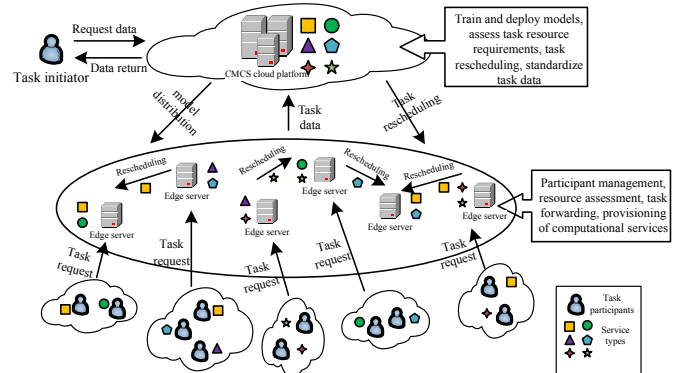 Request data
Data return
Task initiator
CMCS cloud platform
Train and deploy models,
assess task resource
requirements, task
rescheduling, standardize
task data
model
distribution
Task
data
Task
rescheduling
Rescheduling
Edge server
Edge server
Rescheduling
Edge server
Edge server
Rescheduling
Edge server
Rescheduling
Edge server
Participant management,
resource assessment, task
forwarding, provisioning
of computational services
Task
request
Task
request
Task
request
Task
request
Task
request
Task
participants
Service
types